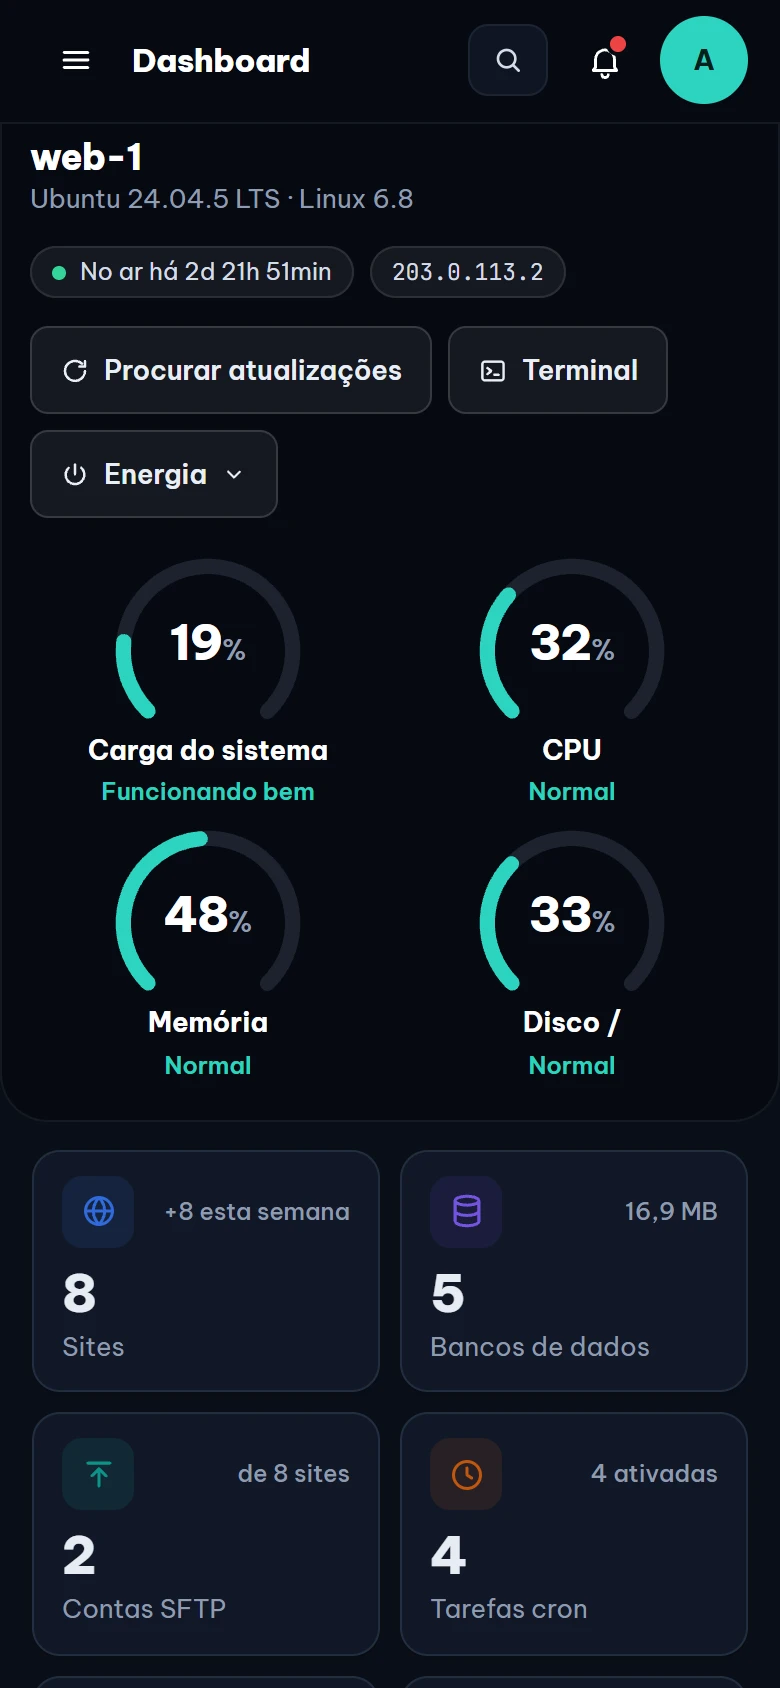 Dashboard
A
web-1
Ubuntu 24.04.5 LTS · Linux 6.8
No ar há 2d 21h 51min
203.0.113.2
Procurar atualizações
Terminal
Energia
19%
32%
Carga do sistema
CPU
Funcionando bem
Normal
48%
33%
Memória
Disco /
Normal
Normal
+8 esta semana
16,9 MB
8
5
Sites
Bancos de dados
de 8 sites
4 ativadas
2
4
Contas SFTP
Tarefas cron